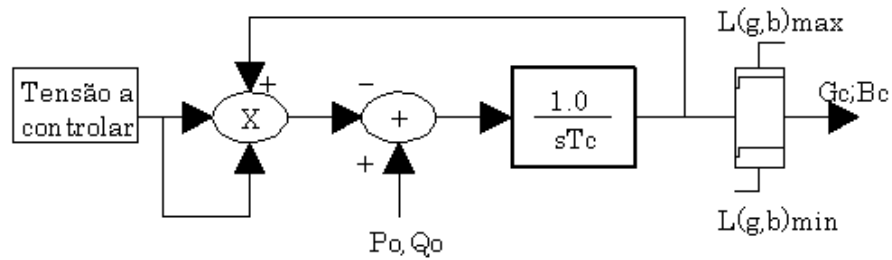 L(g,b)max
Tensão a
controlar
+
X
−
+
+
1.0
sTc
Gc;Bc
Po,Qo
L(g,b)min